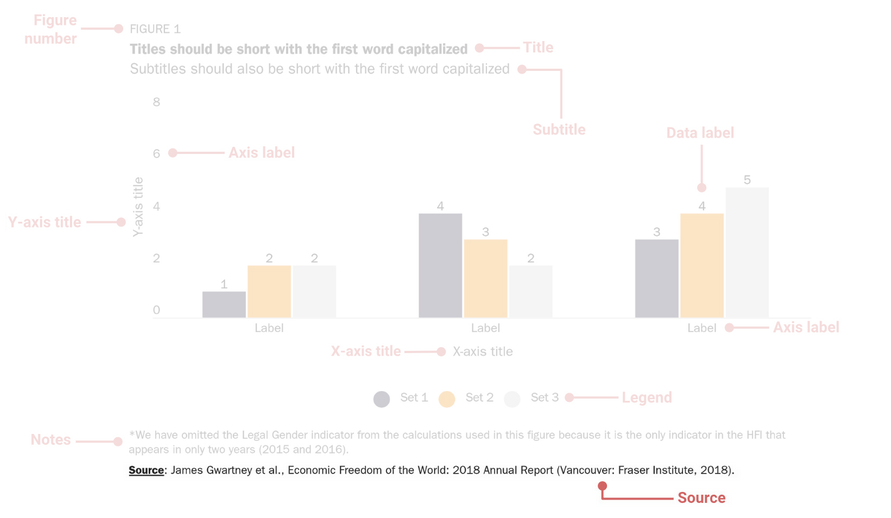 Figure
number
FIGURE 1
Titles should be short with the first word capitalized
Title
Subtitles should also be short with the first word capitalized
Subtitle
8
6
Axis label
Data label
Y-axis title
Y-axis title
4
2
0
1
2
2
4
3
2
3
4
5
Label
Label
Label
Axis label
X-axis title
X-axis title
Set 1
Set 2
Set 3
Legend
Notes
*We have omitted the Legal Gender indicator from the calculations used in this figure because it is the only indicator in the HFI that
appears in only two years (2015 and 2016).
Source: James Gwartney et al., Economic Freedom of the World: 2018 Annual Report (Vancouver: Fraser Institute, 2018).
Source